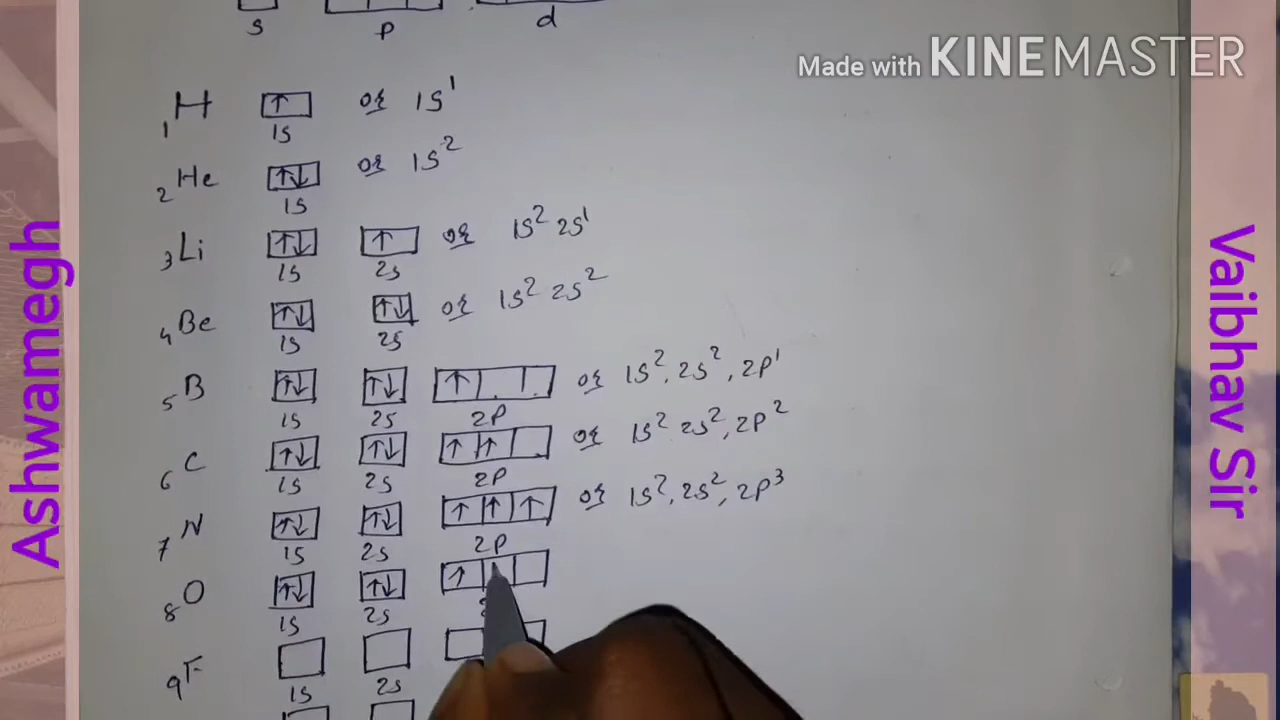 s p d
Made with KINEMASTER
1H ↑ or 1S¹
1S
2He ↑↓ or 1S²
1S
3Li ↑↓ ↑ or 1S² 2S¹
1S 2S
4Be ↑↓ ↑↓ or 1S² 2S²
1S 2S
5B ↑↓ ↑↓ ↑ or 1S², 2S², 2P¹
1S 2S 2P
6C ↑↓ ↑↓ ↑ ↑ or 1S² 2S², 2P²
1S 2S 2P
7N ↑↓ ↑↓ ↑ ↑ ↑ or 1S², 2S², 2P³
1S 2S 2P
8O ↑↓ ↑↓ ↑
1S 2S
9F
1S 2S
Ashwamegh
Vaibhav Sir